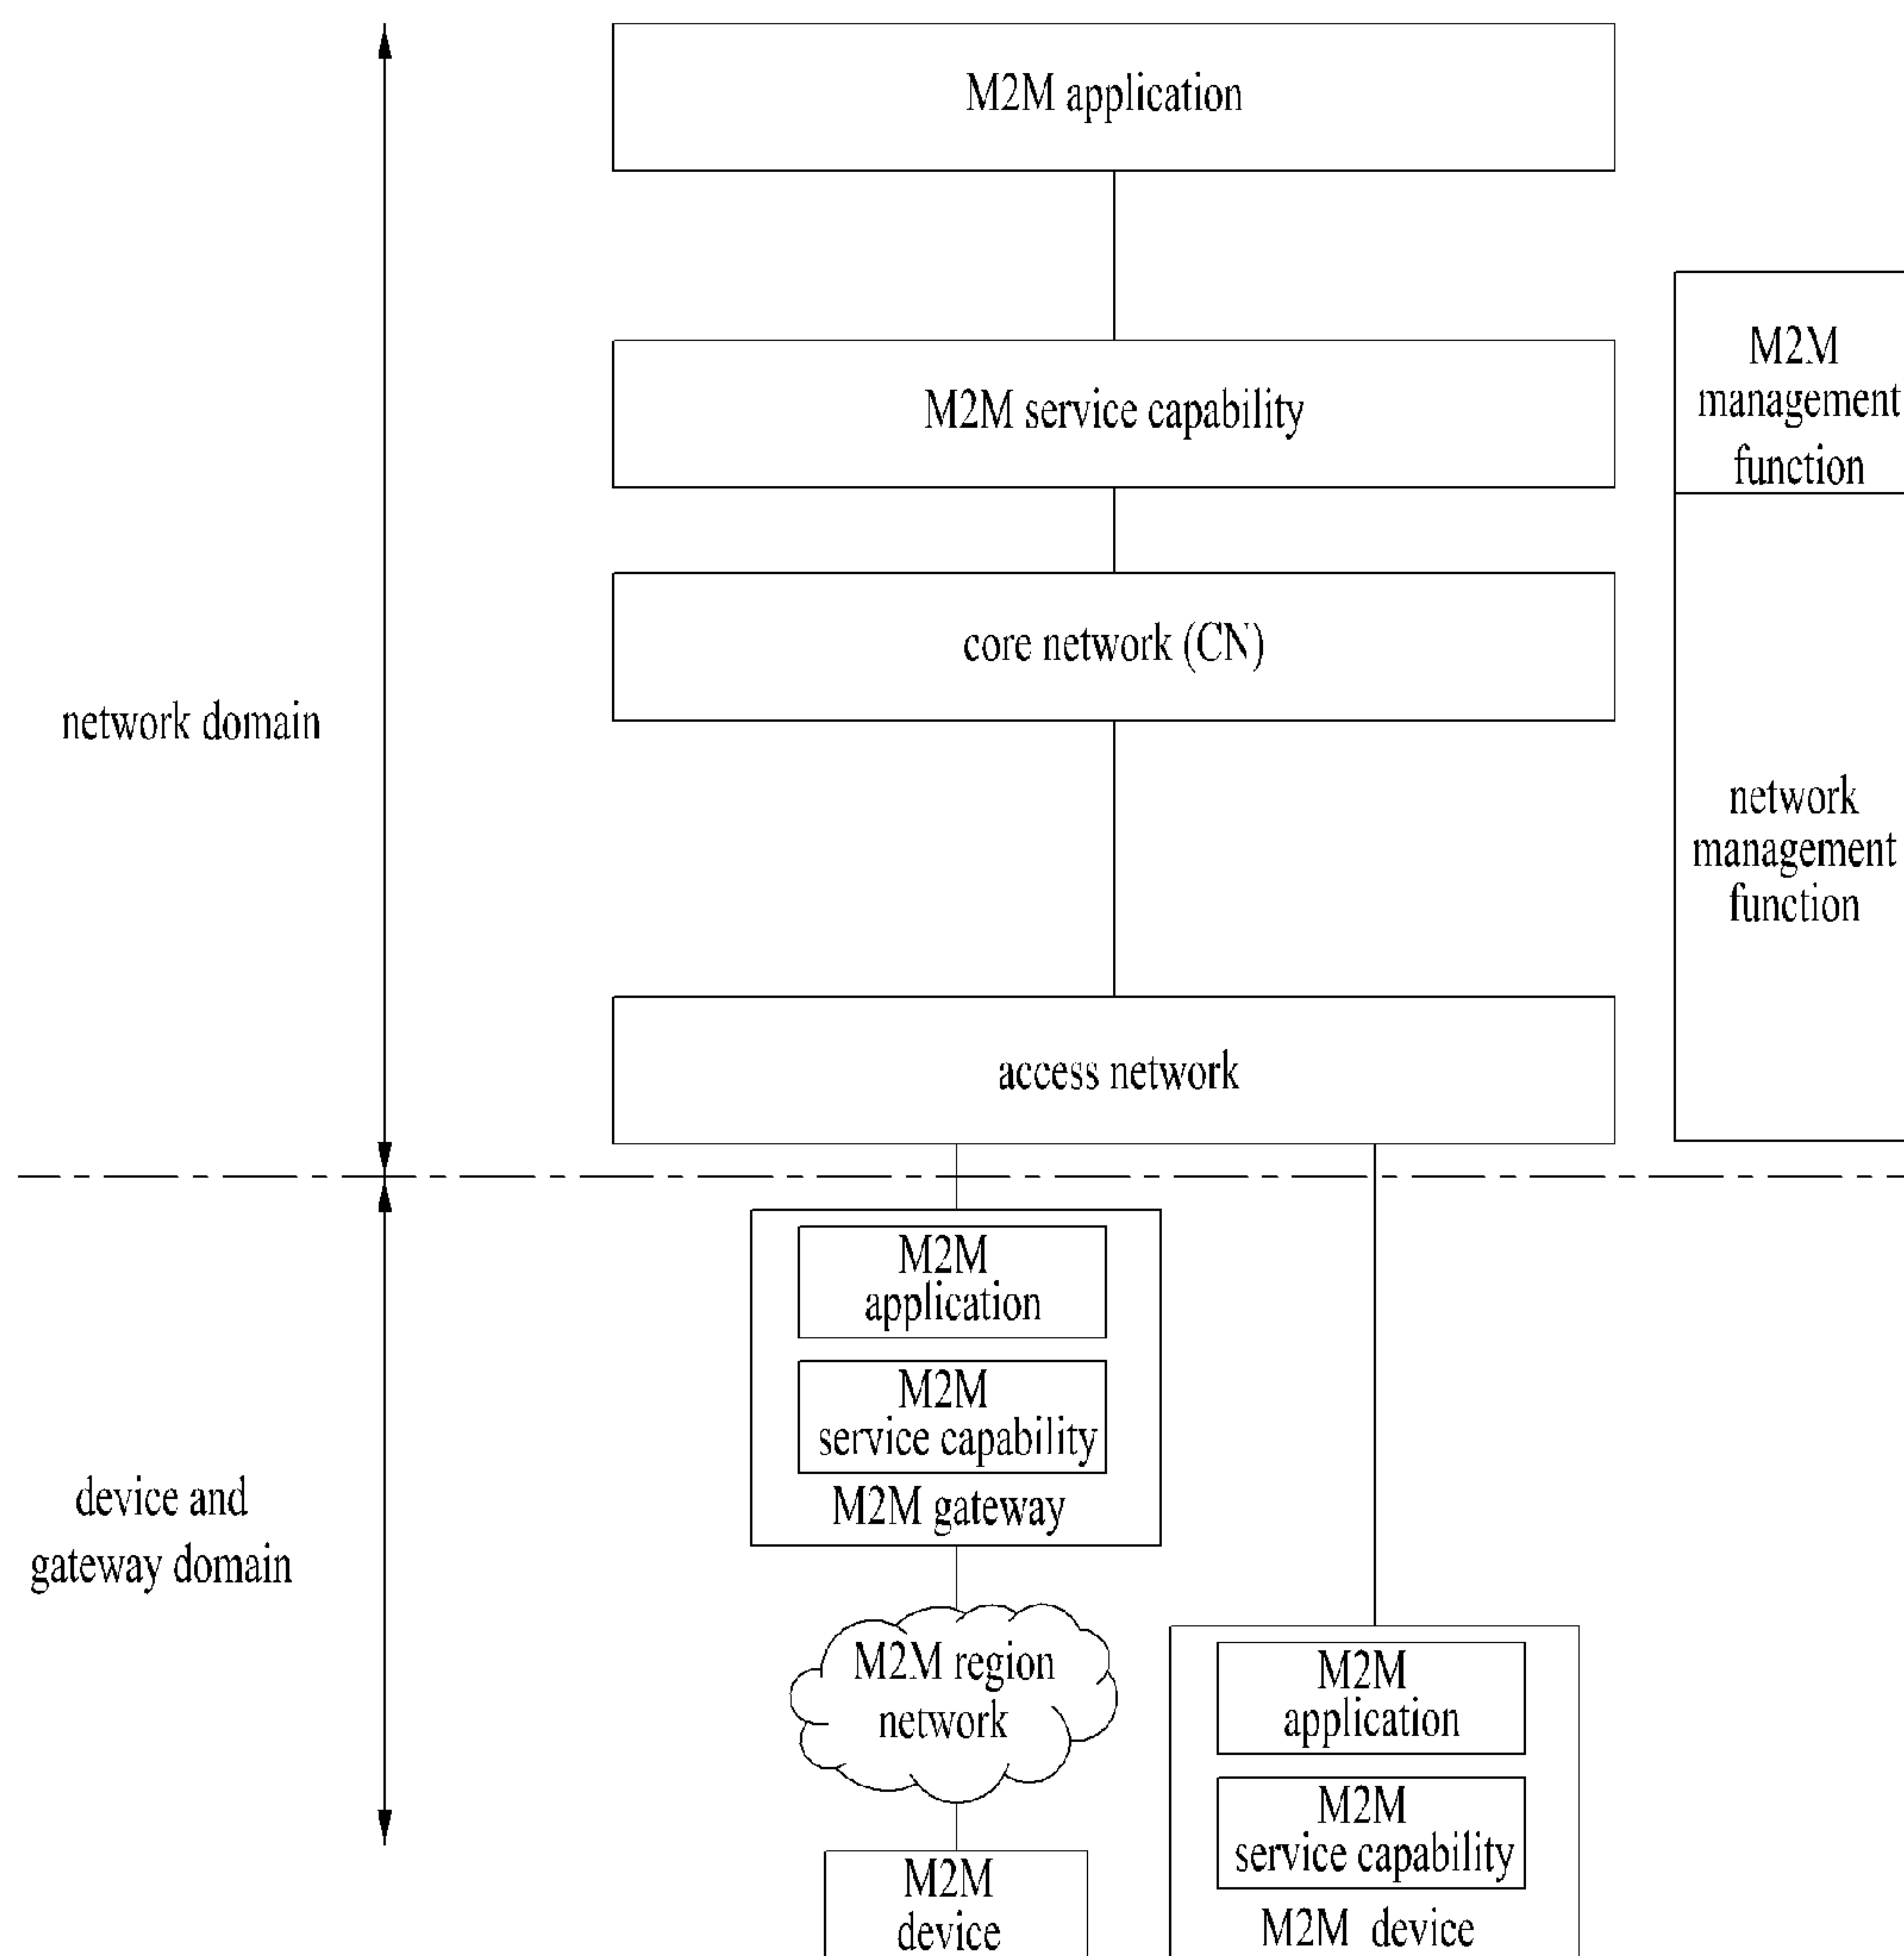 M2M application
M2M service capability
M2M
management
function
core network (CN)
network domain
network
management
function
access network
M2M
application
M2M
service capability
M2M gateway
device and
gateway domain
M2M region
network
M2M
application
M2M
service capability
M2M device
M2M
device